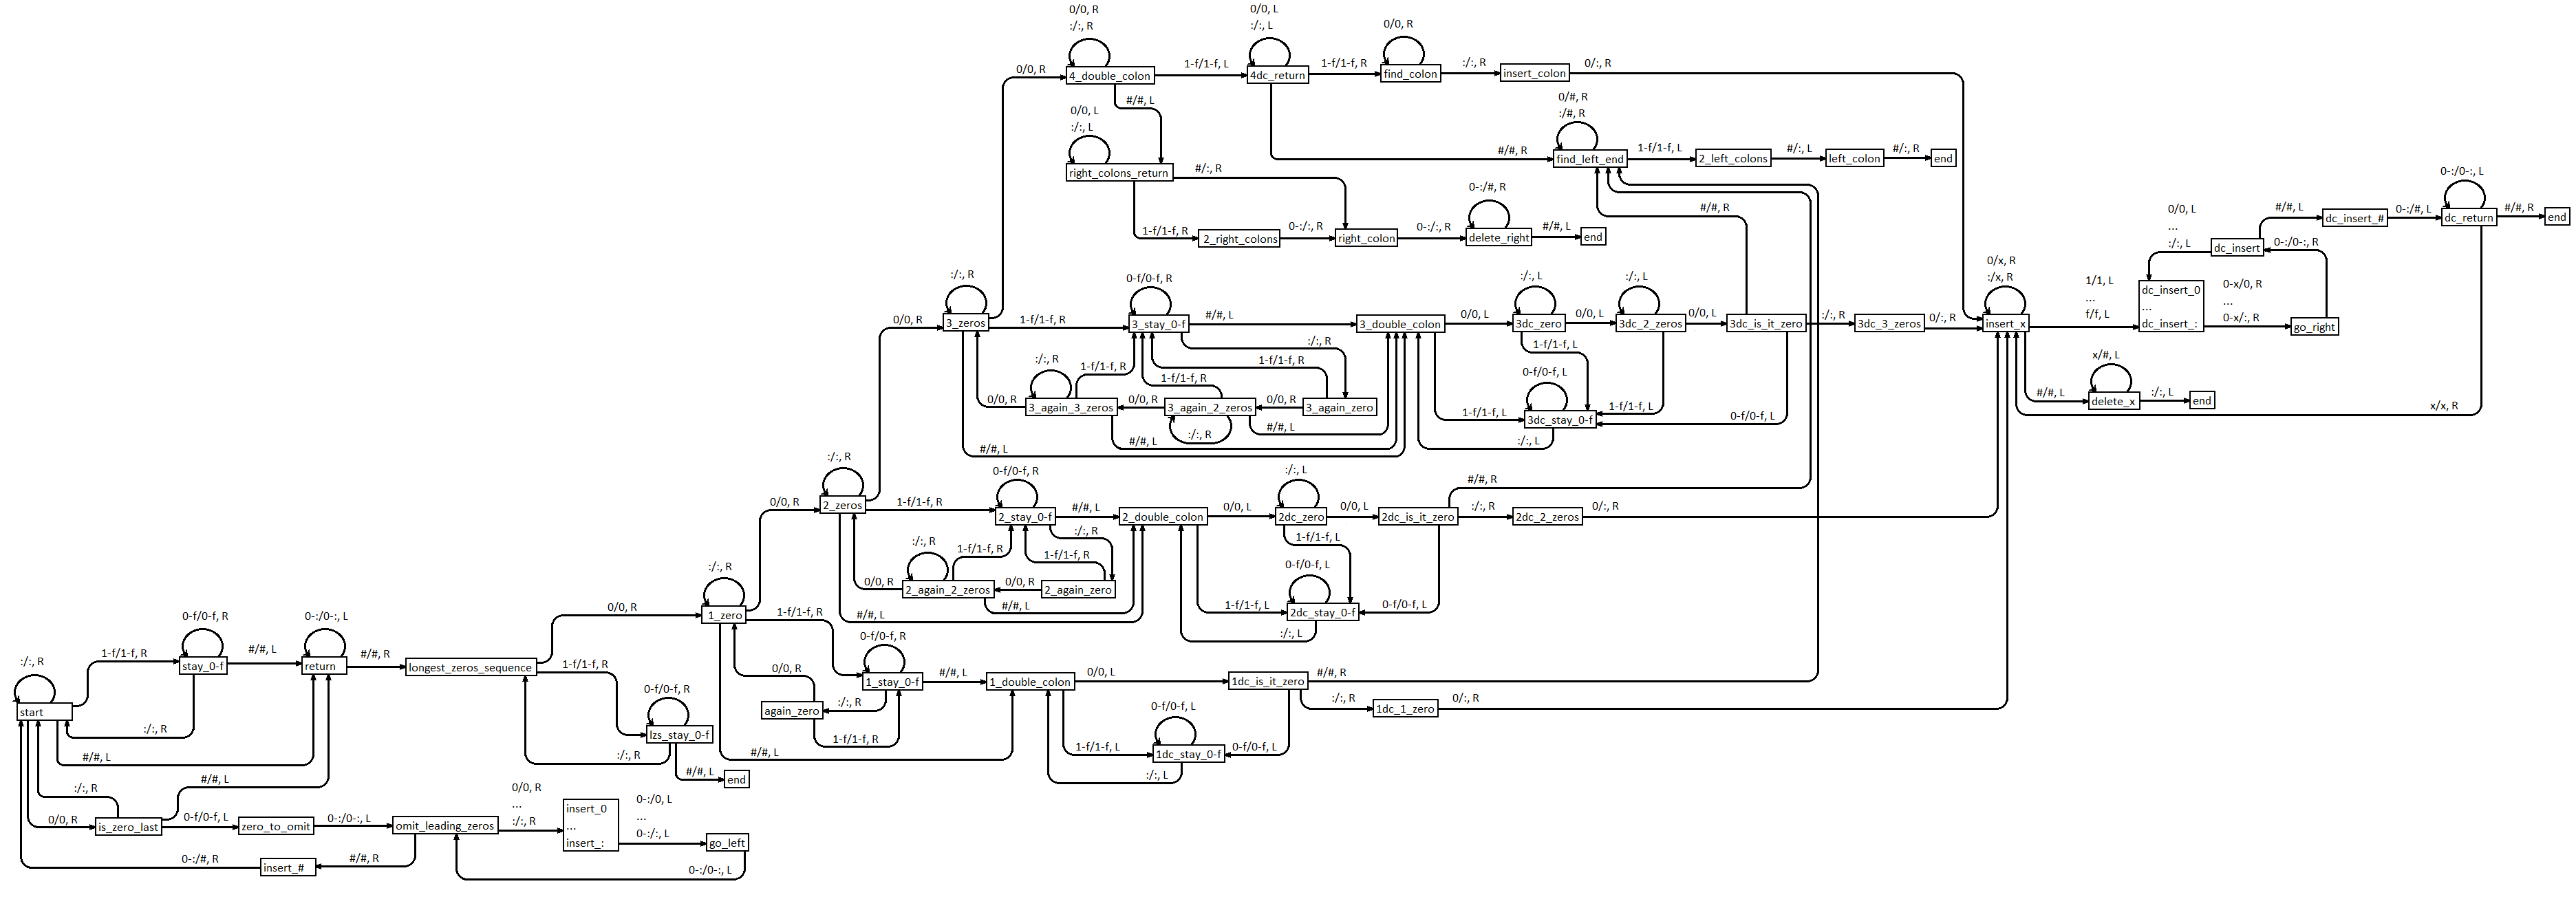 0/0, R
:/:, R
0/0, R
4_double_colon
1-f/1-f, L
0/0, L
:/:, L
4dc_return
1-f/1-f, R
0/0, R
find_colon
:/:, R
insert_colon
0/:, R
#/#, L
0/0, L
:/:, L
right_colons_return
#/:, R
1-f/1-f, R
2_right_colons
0-:/:, R
right_colon
0-:/:, R
0-:/#, R
delete_right
#/#, L
end
#/#, R
0/#, R
:/#, R
find_left_end
1-f/1-f, L
2_left_colons
#/:, L
left_colon
#/:, R
end
#/#, R
:/:, R
3_zeros
0/0, R
1-f/1-f, R
0-f/0-f, R
3_stay_0-f
#/#, L
3_double_colon
0/0, L
:/:, L
3dc_zero
0/0, L
:/:, L
3dc_2_zeros
0/0, L
3dc_is_it_zero
:/:, R
3dc_3_zeros
0/:, R
:/:, R
1-f/1-f, R
1-f/1-f, R
1-f/1-f, R
:/:, R
0/0, R
3_again_3_zeros
0/0, R
3_again_2_zeros
0/0, R
3_again_zero
:/:, R
#/#, L
#/#, L
#/#, L
1-f/1-f, L
0-f/0-f, L
1-f/1-f, L
3dc_stay_0-f
1-f/1-f, L
0-f/0-f, L
:/:, L
0/x, R
:/x, R
insert_x
1/1, L
...
f/f, L
dc_insert_0
...
dc_insert_:
0-x/0, R
...
0-x/:, R
go_right
0-:/0-:, R
dc_insert
0/0, L
...
:/:, L
#/#, L
dc_insert_#
0-:/#, L
0-:/0-:, L
dc_return
#/#, R
end
x/x, R
#/#, L
x/#, L
delete_x
:/:, L
end
:/:, R
2_zeros
0/0, R
1-f/1-f, R
0-f/0-f, R
2_stay_0-f
#/#, L
2_double_colon
0/0, L
:/:, L
2dc_zero
0/0, L
2dc_is_it_zero
#/#, R
:/:, R
2dc_2_zeros
0/:, R
:/:, R
1-f/1-f, R
:/:, R
1-f/1-f, R
0/0, R
2_again_2_zeros
0/0, R
2_again_zero
#/#, L
#/#, L
1-f/1-f, L
0-f/0-f, L
1-f/1-f, L
2dc_stay_0-f
0-f/0-f, L
:/:, L
:/:, R
1_zero
0/0, R
1-f/1-f, R
0-f/0-f, R
1_stay_0-f
#/#, L
1_double_colon
0/0, L
1dc_is_it_zero
#/#, R
:/:, R
1dc_1_zero
0/:, R
0/0, R
again_zero
:/:, R
1-f/1-f, R
#/#, L
0-f/0-f, L
1-f/1-f, L
1dc_stay_0-f
0-f/0-f, L
:/:, L
:/:, R
start
1-f/1-f, R
0-f/0-f, R
stay_0-f
#/#, L
0-:/0-:, L
return
#/#, R
longest_zeros_sequence
1-f/1-f, R
0-f/0-f, R
lzs_stay_0-f
:/:, R
#/#, L
end
:/:, R
#/#, L
:/:, R
#/#, L
0/0, R
is_zero_last
0-f/0-f, L
zero_to_omit
0-:/0-:, L
omit_leading_zeros
0/0, R
...
:/:, R
insert_0
...
insert_:
0-:/0, L
...
0-:/:, L
go_left
0-:/0-:, L
#/#, R
insert_#
0-:/#, R